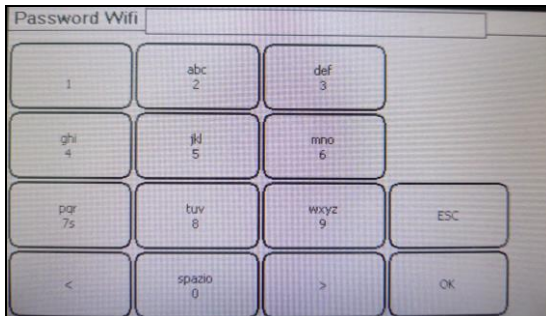 Password Wifi
1
abc
2
def
3
ghi
4
jkl
5
mno
6
pqr
7s
tuv
8
wxyz
9
ESC
<
spazio
0
>
OK